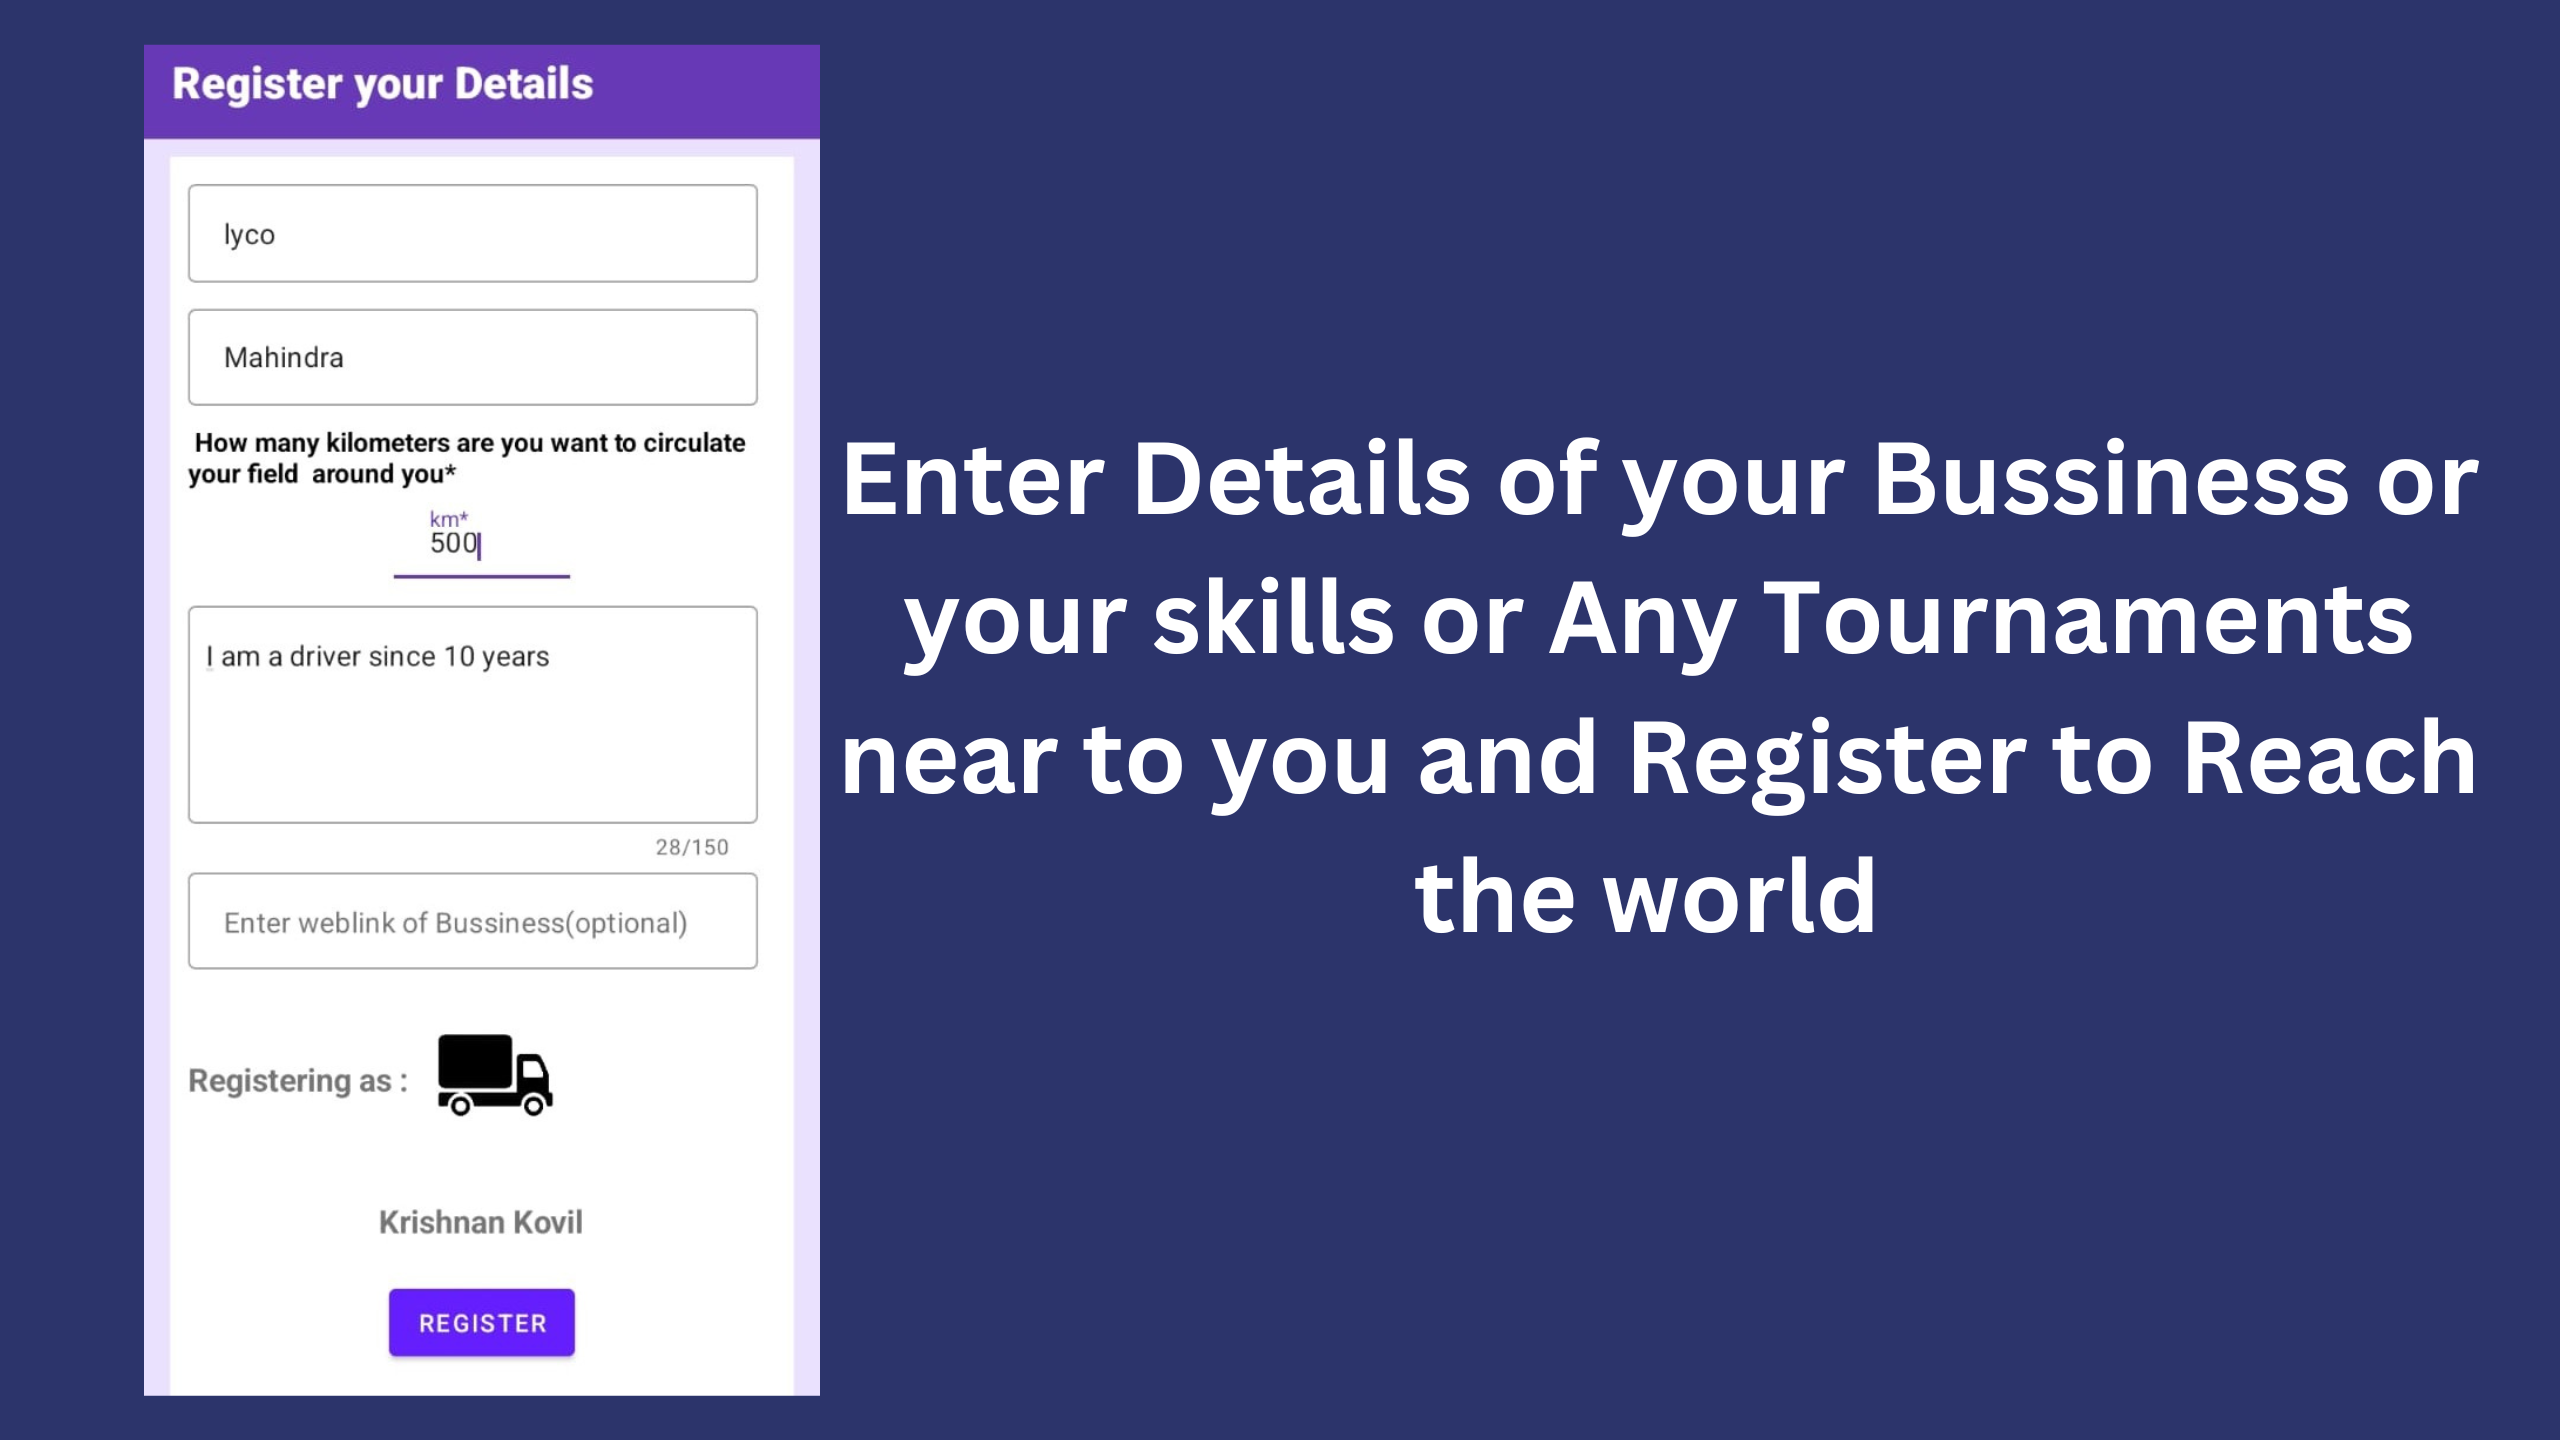 Register your Details
lyco
Mahindra
How many kilometers are you want to circulate
your field around you*
km*
500
I am a driver since 10 years
28/150
Enter weblink of Bussiness(optional)
Registering as :
Krishnan Kovil
REGISTER
Enter Details of your Bussiness or
your skills or Any Tournaments
near to you and Register to Reach
the world